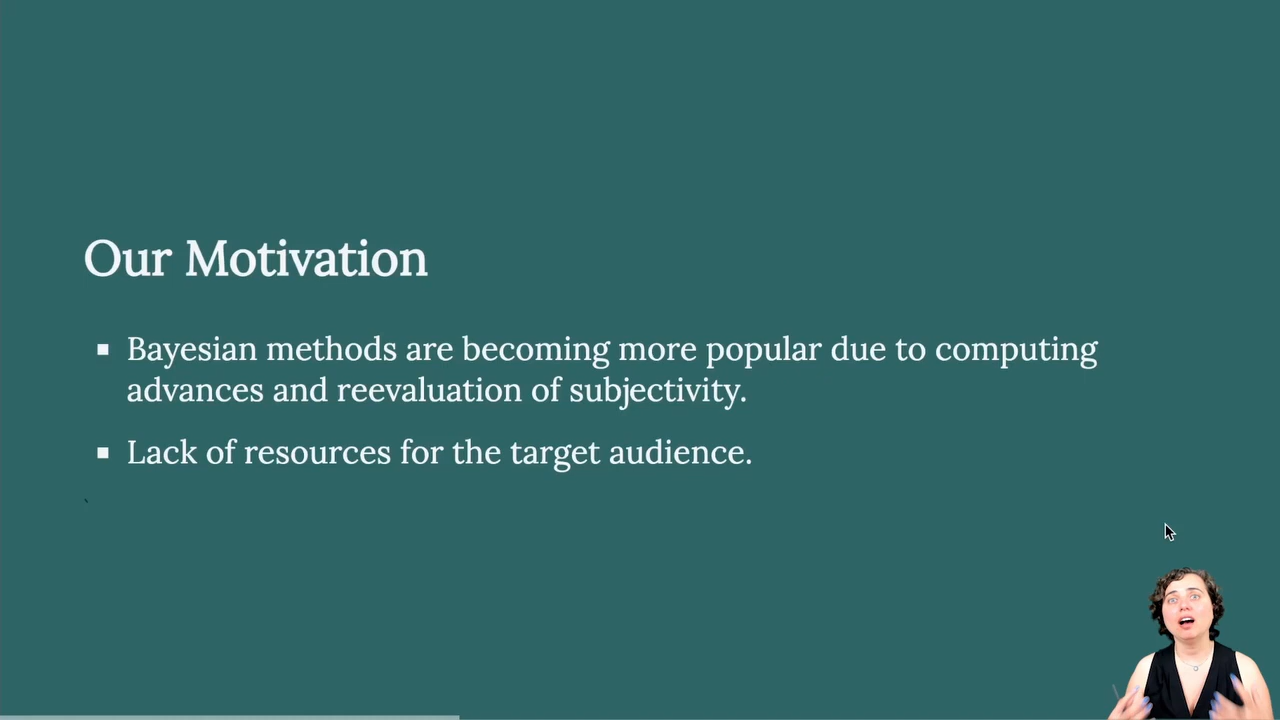 Our Motivation
Bayesian methods are becoming more popular due to computing
advances and reevaluation of subjectivity.
Lack of resources for the target audience.
`